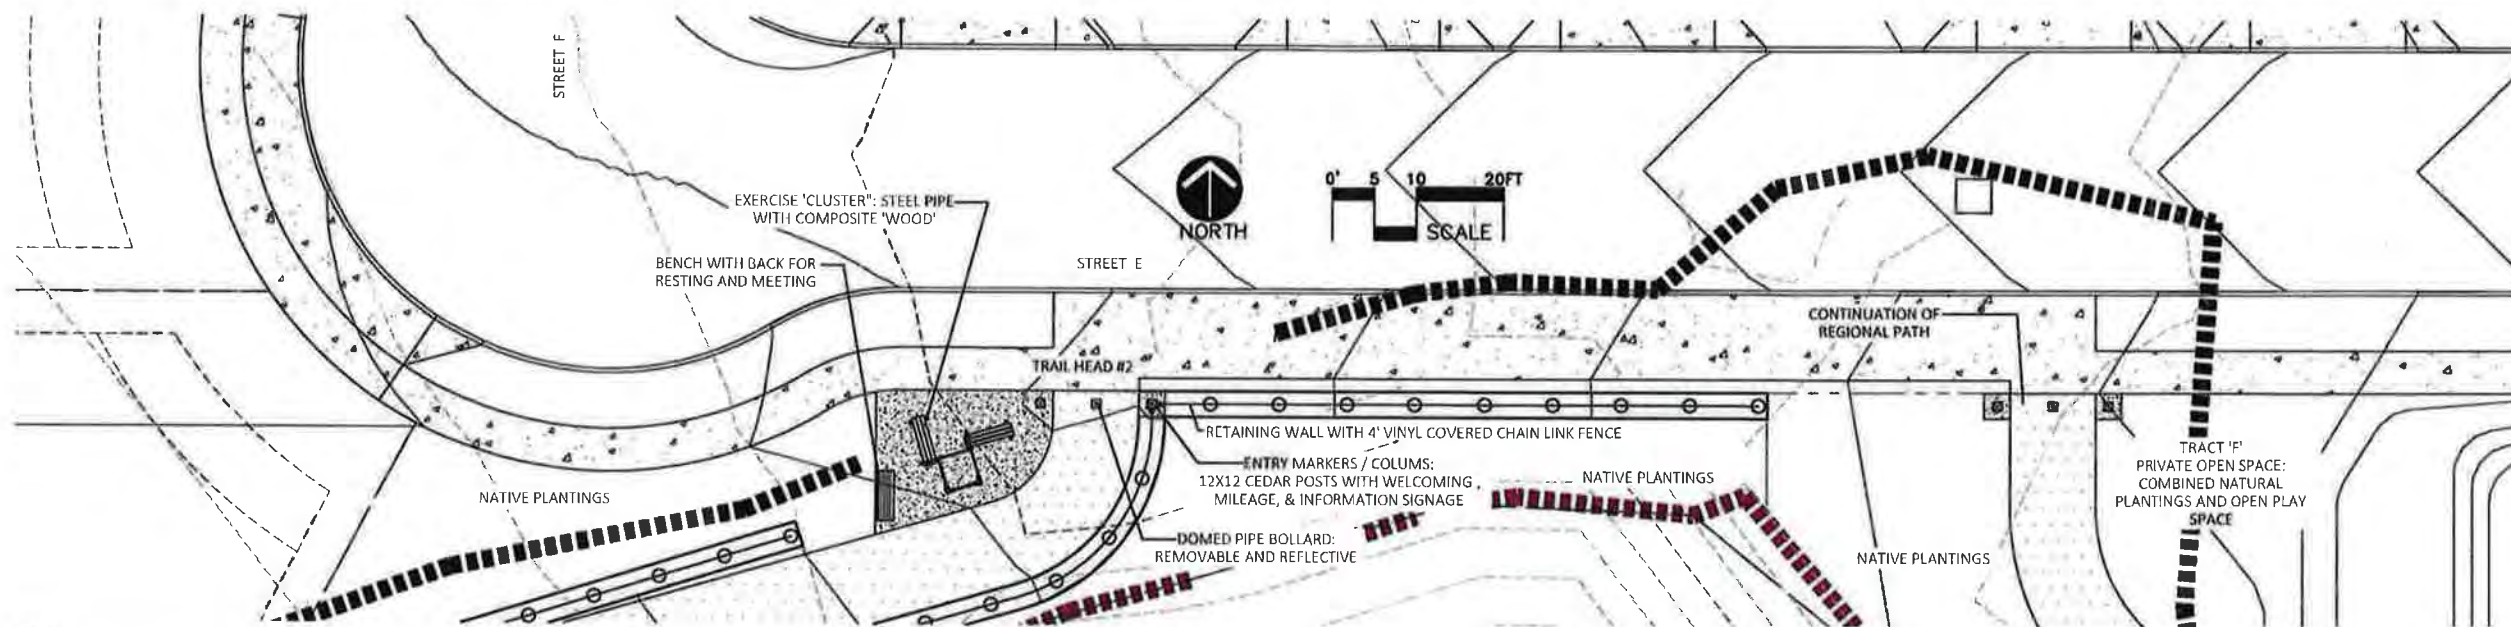 STREET F
EXERCISE 'CLUSTER": STEEL PIPE
WITH COMPOSITE 'WOOD'
BENCH WITH BACK FOR
RESTING AND MEETING
NORTH
0' 5 10 20FT
SCALE
STREET E
TRAIL HEAD #2
CONTINUATION OF
REGIONAL PATH
RETAINING WALL WITH 4' VINYL COVERED CHAIN LINK FENCE
ENTRY MARKERS / COLUMS:
12X12 CEDAR POSTS WITH WELCOMING,
MILEAGE, & INFORMATION SIGNAGE
DOMED PIPE BOLLARD:
REMOVABLE AND REFLECTIVE
NATIVE PLANTINGS
NATIVE PLANTINGS
NATIVE PLANTINGS
TRACT 'F'
PRIVATE OPEN SPACE:
COMBINED NATURAL
PLANTINGS AND OPEN PLAY
SPACE